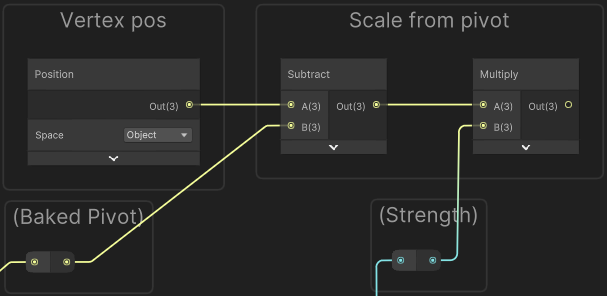 Vertex pos
Scale from pivot
Position
Out(3)
Space
Object
Subtract
A(3)
Out(3)
B(3)
Multiply
A(3)
Out(3)
B(3)
(Baked Pivot)
(Strength)